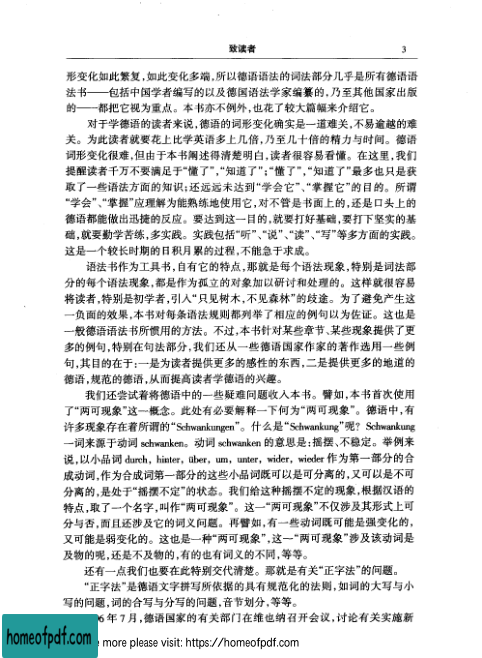 致读者 3
形变化如此繁复,如此变化多端,所以德语语法的词法部分几乎是所有德语语
法书——包括中国学者编写的以及德国语法学家编纂的,乃至其他国家出版
的——都把它视为重点。本书亦不例外,也花了较大篇幅来介绍它。
对于学德语的读者来说,德语的词形变化确实是一道难关,不易逾越的难
关。为此读者就要花上比学英语多上几倍,乃至几十倍的精力与时间。德语
词形变化很难,但由于本书阐述得清楚明白,读者很容易看懂。在这里,我们
提醒读者千万不要满足于“懂了”,“知道了”;“懂了”,“知道了”最多也只是获
取了一些语法方面的知识;还远远未达到“学会它”、“掌握它”的目的。所谓
“学会”、“掌握”应理解为能熟练地使用它,对不管是书面上的,还是口头上的
德语都能做出迅捷的反应。要达到这一目的,就要打好基础,要打下坚实的基
础,就要勤学苦练,多实践。实践包括“听”、“说”、“读”、“写”等多方面的实践。
这是一个较长时期的日积月累的过程,不能急于求成。
语法书作为工具书,自有它的特点,那就是每个语法现象,特别是词法部
分的每个语法现象,都是作为孤立的对象加以研讨和处理的。这样就很容易
将读者,特别是初学者,引入“只见树木,不见森林”的歧途。为了避免产生这
一负面的效果,本书对每条语法规则都列举了相应的例句以为佐证。这也是
一般德语语法书所惯用的方法。不过,本书针对某些章节、某些现象提供了更
多的例句,特别在句法部分,我们还从一些德语国家作家的著作选用一些例
句,其目的在于:一是为读者提供更多的感性的东西,二是提供更多的地道的
德语,规范的德语,从而提高读者学德语的兴趣。
我们还尝试着将德语中的一些疑难问题收入本书。譬如,本书首次使用
了“两可现象”这一概念。此处有必要解释一下何为“两可现象”。德语中,有
许多现象存在着所谓的“Schwankungen”。什么是“Schwankung”呢? Schwankung
一词来源于动词 schwanken。动词 schwanken 的意思是:摇摆、不稳定。举例来
说,以小品词 durch, hinter, über, um, unter, wider, wieder 作为第一部分的合
成动词,作为合成词第一部分的这些小品词既可以是可分离的,又可以是不可
分离的,是处于“摇摆不定”的状态。我们给这种摇摆不定的现象,根据汉语的
特点,取了一个名字,叫作“两可现象”。这一“两可现象”不仅涉及其形式上可
分与否,而且还涉及它的词义问题。再譬如,有一些动词既可能是强变化的,
又可能是弱变化的。这也是一种“两可现象”,这一“两可现象”涉及该动词是
及物的呢,还是不及物的,有的也有词义的不同,等等。
还有一点我们也要在此特别交代清楚。那就是有关“正字法”的问题。
“正字法”是德语文字拼写所依据的具有规范化的法则,如词的大写与小
写的问题,词的合写与分写的问题,音节划分,等等。
6 年 7 月,德语国家的有关部门在维也纳召开会议,讨论有关实施新
homeofpdf.com
more please visit: https://homeofpdf.com